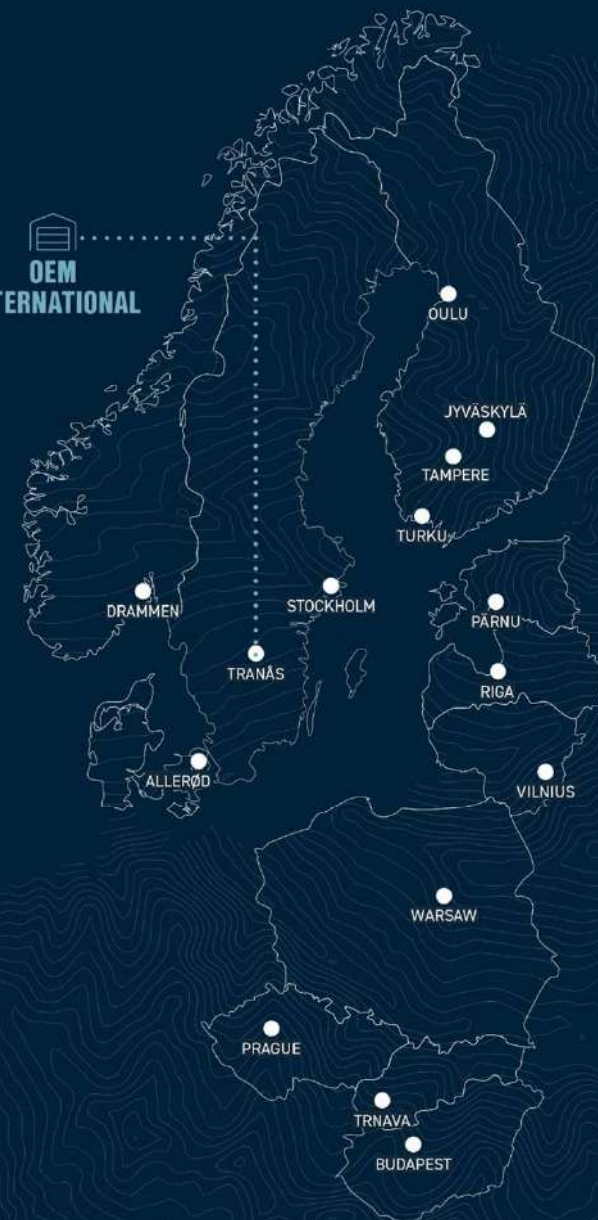 OEM
TERNATIONAL
OULU
JYVÄSKYLÄ
TAMPERE
TURKU
DRAMMEN
STOCKHOLM
PÄRNU
TRANÅS
RIGA
ALLERØD
VILNIUS
WARSAW
PRAGUE
TRNAVA
BUDAPEST